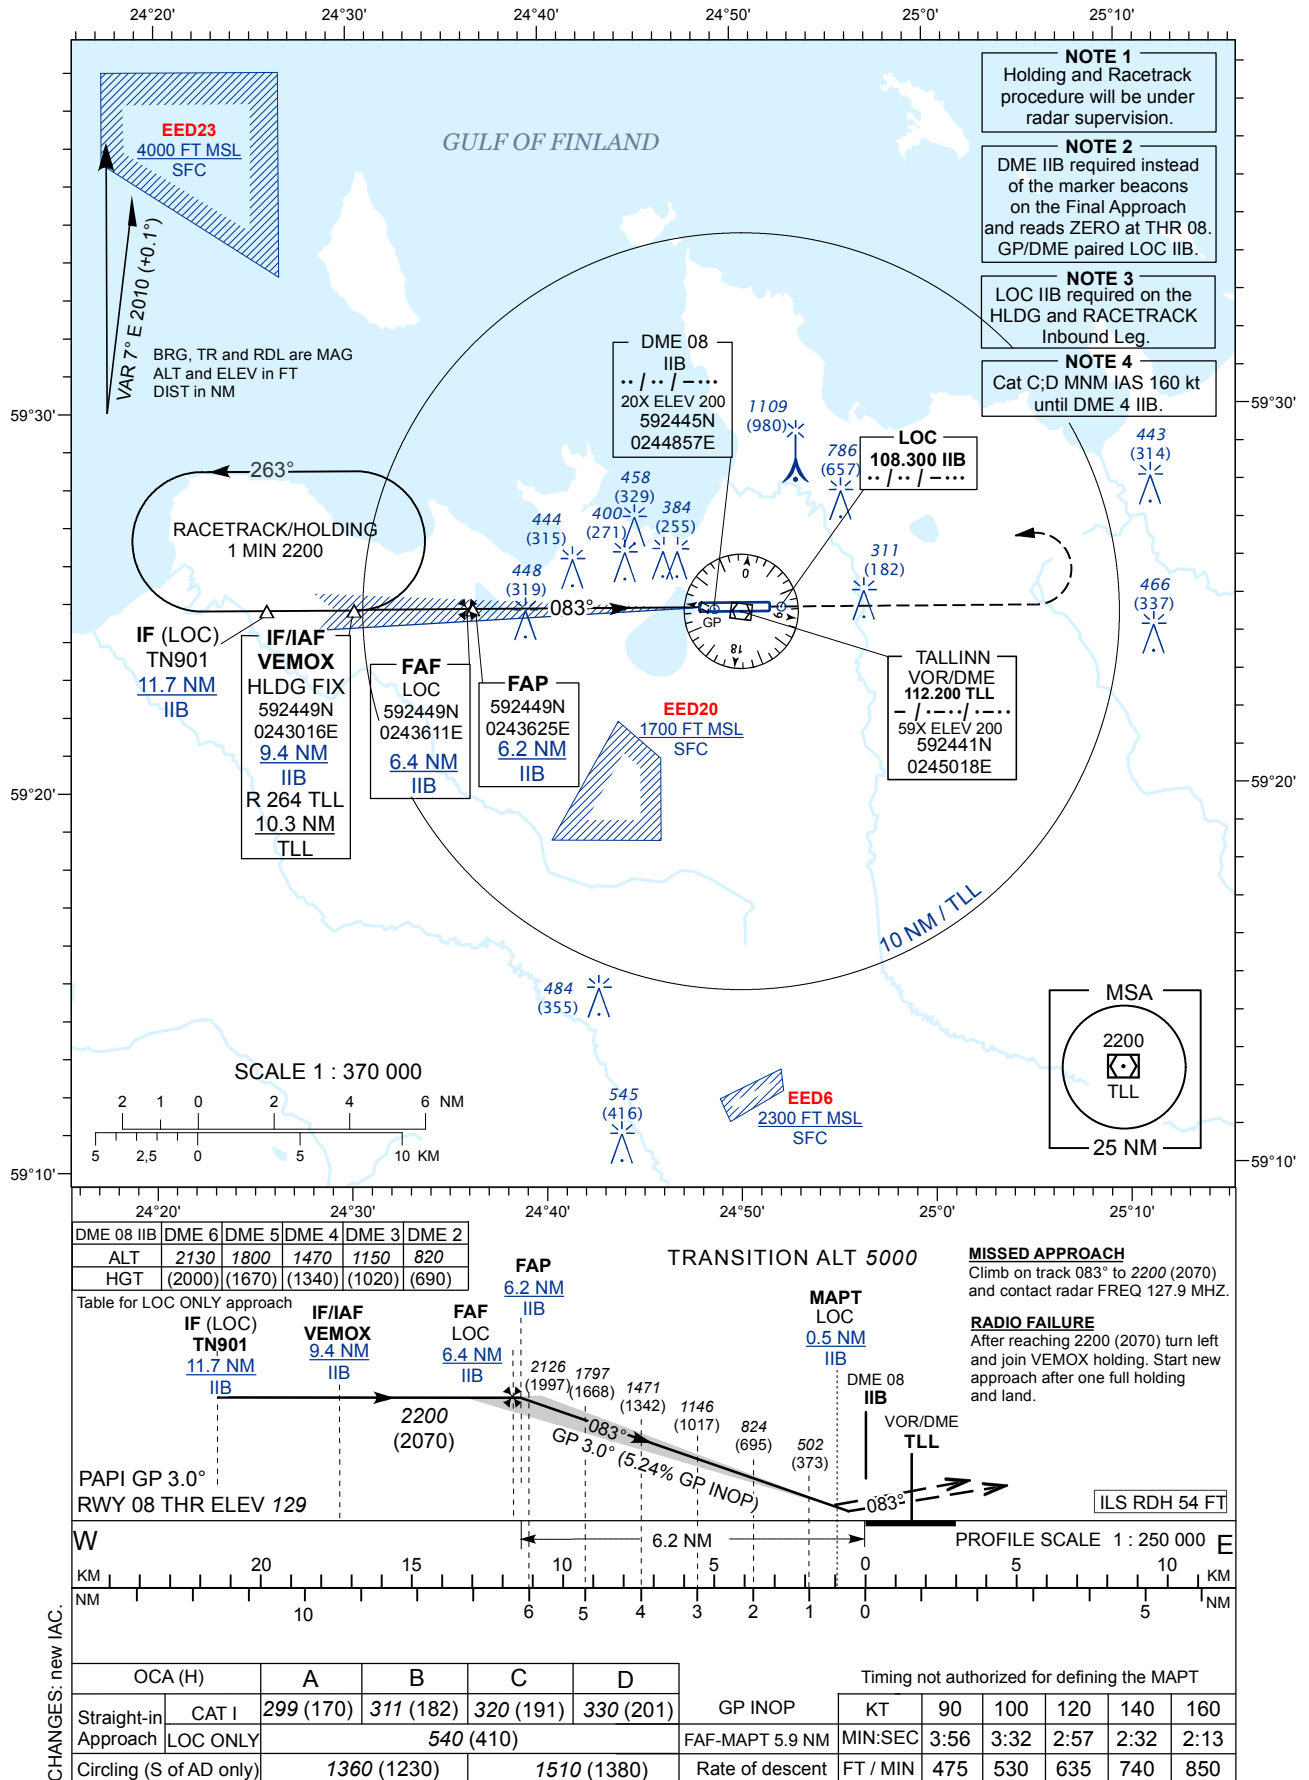 24°20' 24°30' 24°40' 24°50' 25°0' 25°10'
NOTE 1
Holding and Racetrack
procedure will be under
radar supervision.
NOTE 2
DME IIB required instead
of the marker beacons
on the Final Approach
and reads ZERO at THR 08.
GP/DME paired LOC IIB.
NOTE 3
LOC IIB required on the
HLDG and RACETRACK
Inbound Leg.
NOTE 4
Cat C;D MNM IAS 160 kt
until DME 4 IIB.
EED23
4000 FT MSL
SFC
GULF OF FINLAND
VAR 7° E 2010 (+0.1°)
BRG, TR and RDL are MAG
ALT and ELEV in FT
DIST in NM
DME 08
IIB
·· / ·· / –···
20X ELEV 200
592445N
0244857E
59°30' 59°30'
1109
(980)
786
(657)
LOC
108.300 IIB
·· / ·· / –···
443
(314)
263°
RACETRACK/HOLDING
1 MIN 2200
458
(329)
444
(315)
400
(271)
384
(255)
448
(319)
311
(182)
466
(337)
083°
GP
0
9
18
IF (LOC)
TN901
11.7 NM
IIB
IF/IAF
VEMOX
HLDG FIX
592449N
0243016E
9.4 NM
IIB
R 264 TLL
10.3 NM
TLL
FAF
LOC
592449N
0243611E
6.4 NM
IIB
FAP
592449N
0243625E
6.2 NM
IIB
EED20
1700 FT MSL
SFC
TALLINN
VOR/DME
112.200 TLL
– / ·–·· / ·–··
59X ELEV 200
592441N
0245018E
59°20' 59°20'
10 NM / TLL
484
(355)
MSA
2200
TLL
25 NM
SCALE 1 : 370 000
2 1 0 2 4 6 NM
5 2,5 0 5 10 KM
545
(416)
EED6
2300 FT MSL
SFC
59°10' 59°10'
24°20' 24°30' 24°40' 24°50' 25°0' 25°10'
DME 08 IIB DME 6 DME 5 DME 4 DME 3 DME 2
ALT 2130 1800 1470 1150 820
HGT (2000) (1670) (1340) (1020) (690)
Table for LOC ONLY approach
TRANSITION ALT 5000
MISSED APPROACH
Climb on track 083° to 2200 (2070)
and contact radar FREQ 127.9 MHZ.
RADIO FAILURE
After reaching 2200 (2070) turn left
and join VEMOX holding. Start new
approach after one full holding
and land.
IF (LOC)
TN901
11.7 NM
IIB
IF/IAF
VEMOX
9.4 NM
IIB
FAF
LOC
6.4 NM
IIB
FAP
6.2 NM
IIB
MAPT
LOC
0.5 NM
IIB
DME 08
IIB
VOR/DME
TLL
2126
(1997)
1797
(1668)
1471
(1342)
1146
(1017)
824
(695)
502
(373)
2200
(2070)
083°
GP 3.0° (5.24% GP INOP)
083°
PAPI GP 3.0°
RWY 08 THR ELEV 129
ILS RDH 54 FT
W 6.2 NM PROFILE SCALE 1 : 250 000 E
KM 20 15 10 5 0 5 10 KM
NM 10 6 5 4 3 2 1 0 5 NM
CHANGES: new IAC.
OCA (H) A B C D
Straight-in Approach CAT I 299 (170) 311 (182) 320 (191) 330 (201)
LOC ONLY 540 (410)
Circling (S of AD only) 1360 (1230) 1510 (1380)
Timing not authorized for defining the MAPT
GP INOP KT 90 100 120 140 160
FAF-MAPT 5.9 NM MIN:SEC 3:56 3:32 2:57 2:32 2:13
Rate of descent FT / MIN 475 530 635 740 850